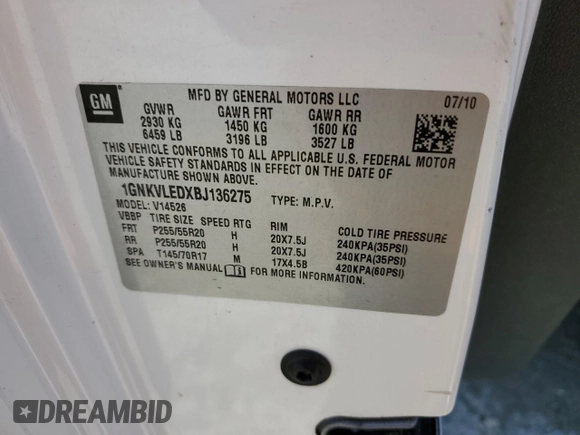 GM
MFD BY GENERAL MOTORS LLC 07/10
GVWR GAWR FRT GAWR RR
2930 KG 1450 KG 1600 KG
6459 LB 3196 LB 3527 LB
THIS VEHICLE CONFORMS TO ALL APPLICABLE U.S. FEDERAL MOTOR
VEHICLE SAFETY STANDARDS IN EFFECT ON THE DATE OF
MANUFACTURE SHOWN ABOVE.
1GNKVLEDXBJ136275 TYPE: M.P.V.
MODEL: V14526
VBBP TIRE SIZE SPEED RTG RIM COLD TIRE PRESSURE
FRT P255/55R20 H 20X7.5J 240KPA(35PSI)
RR P255/55R20 H 20X7.5J 240KPA(35PSI)
SPA T145/70R17 M 17X4.5B 420KPA(60PSI)
SEE OWNER'S MANUAL FOR MORE INFORMATION.
DREAMBID